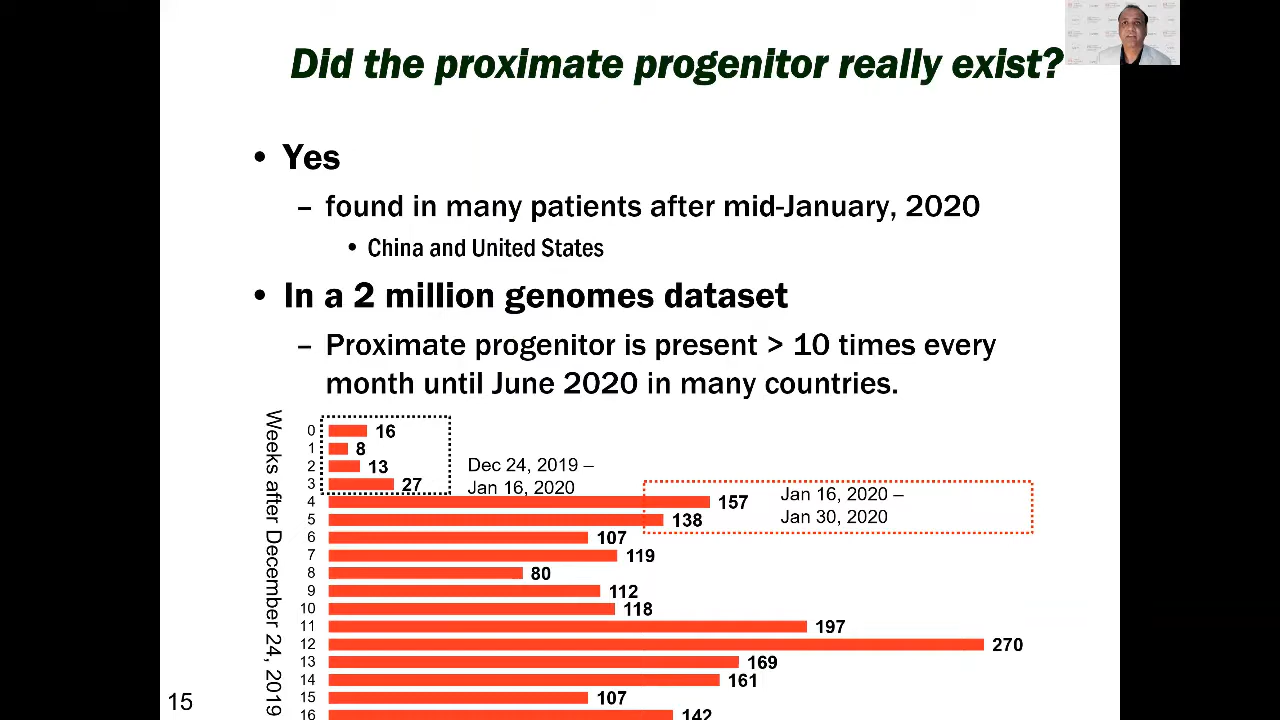 Did the proximate progenitor really exist?
• Yes
– found in many patients after mid-January, 2020
• China and United States
• In a 2 million genomes dataset
– Proximate progenitor is present > 10 times every
month until June 2020 in many countries.
Weeks after December 24, 2019
0 16
1 8
2 13
3 27
Dec 24, 2019 –
Jan 16, 2020
4 157
5 138
Jan 16, 2020 –
Jan 30, 2020
6 107
7 119
8 80
9 112
10 118
11 197
12 270
13 169
14 161
15 107
16 142
15